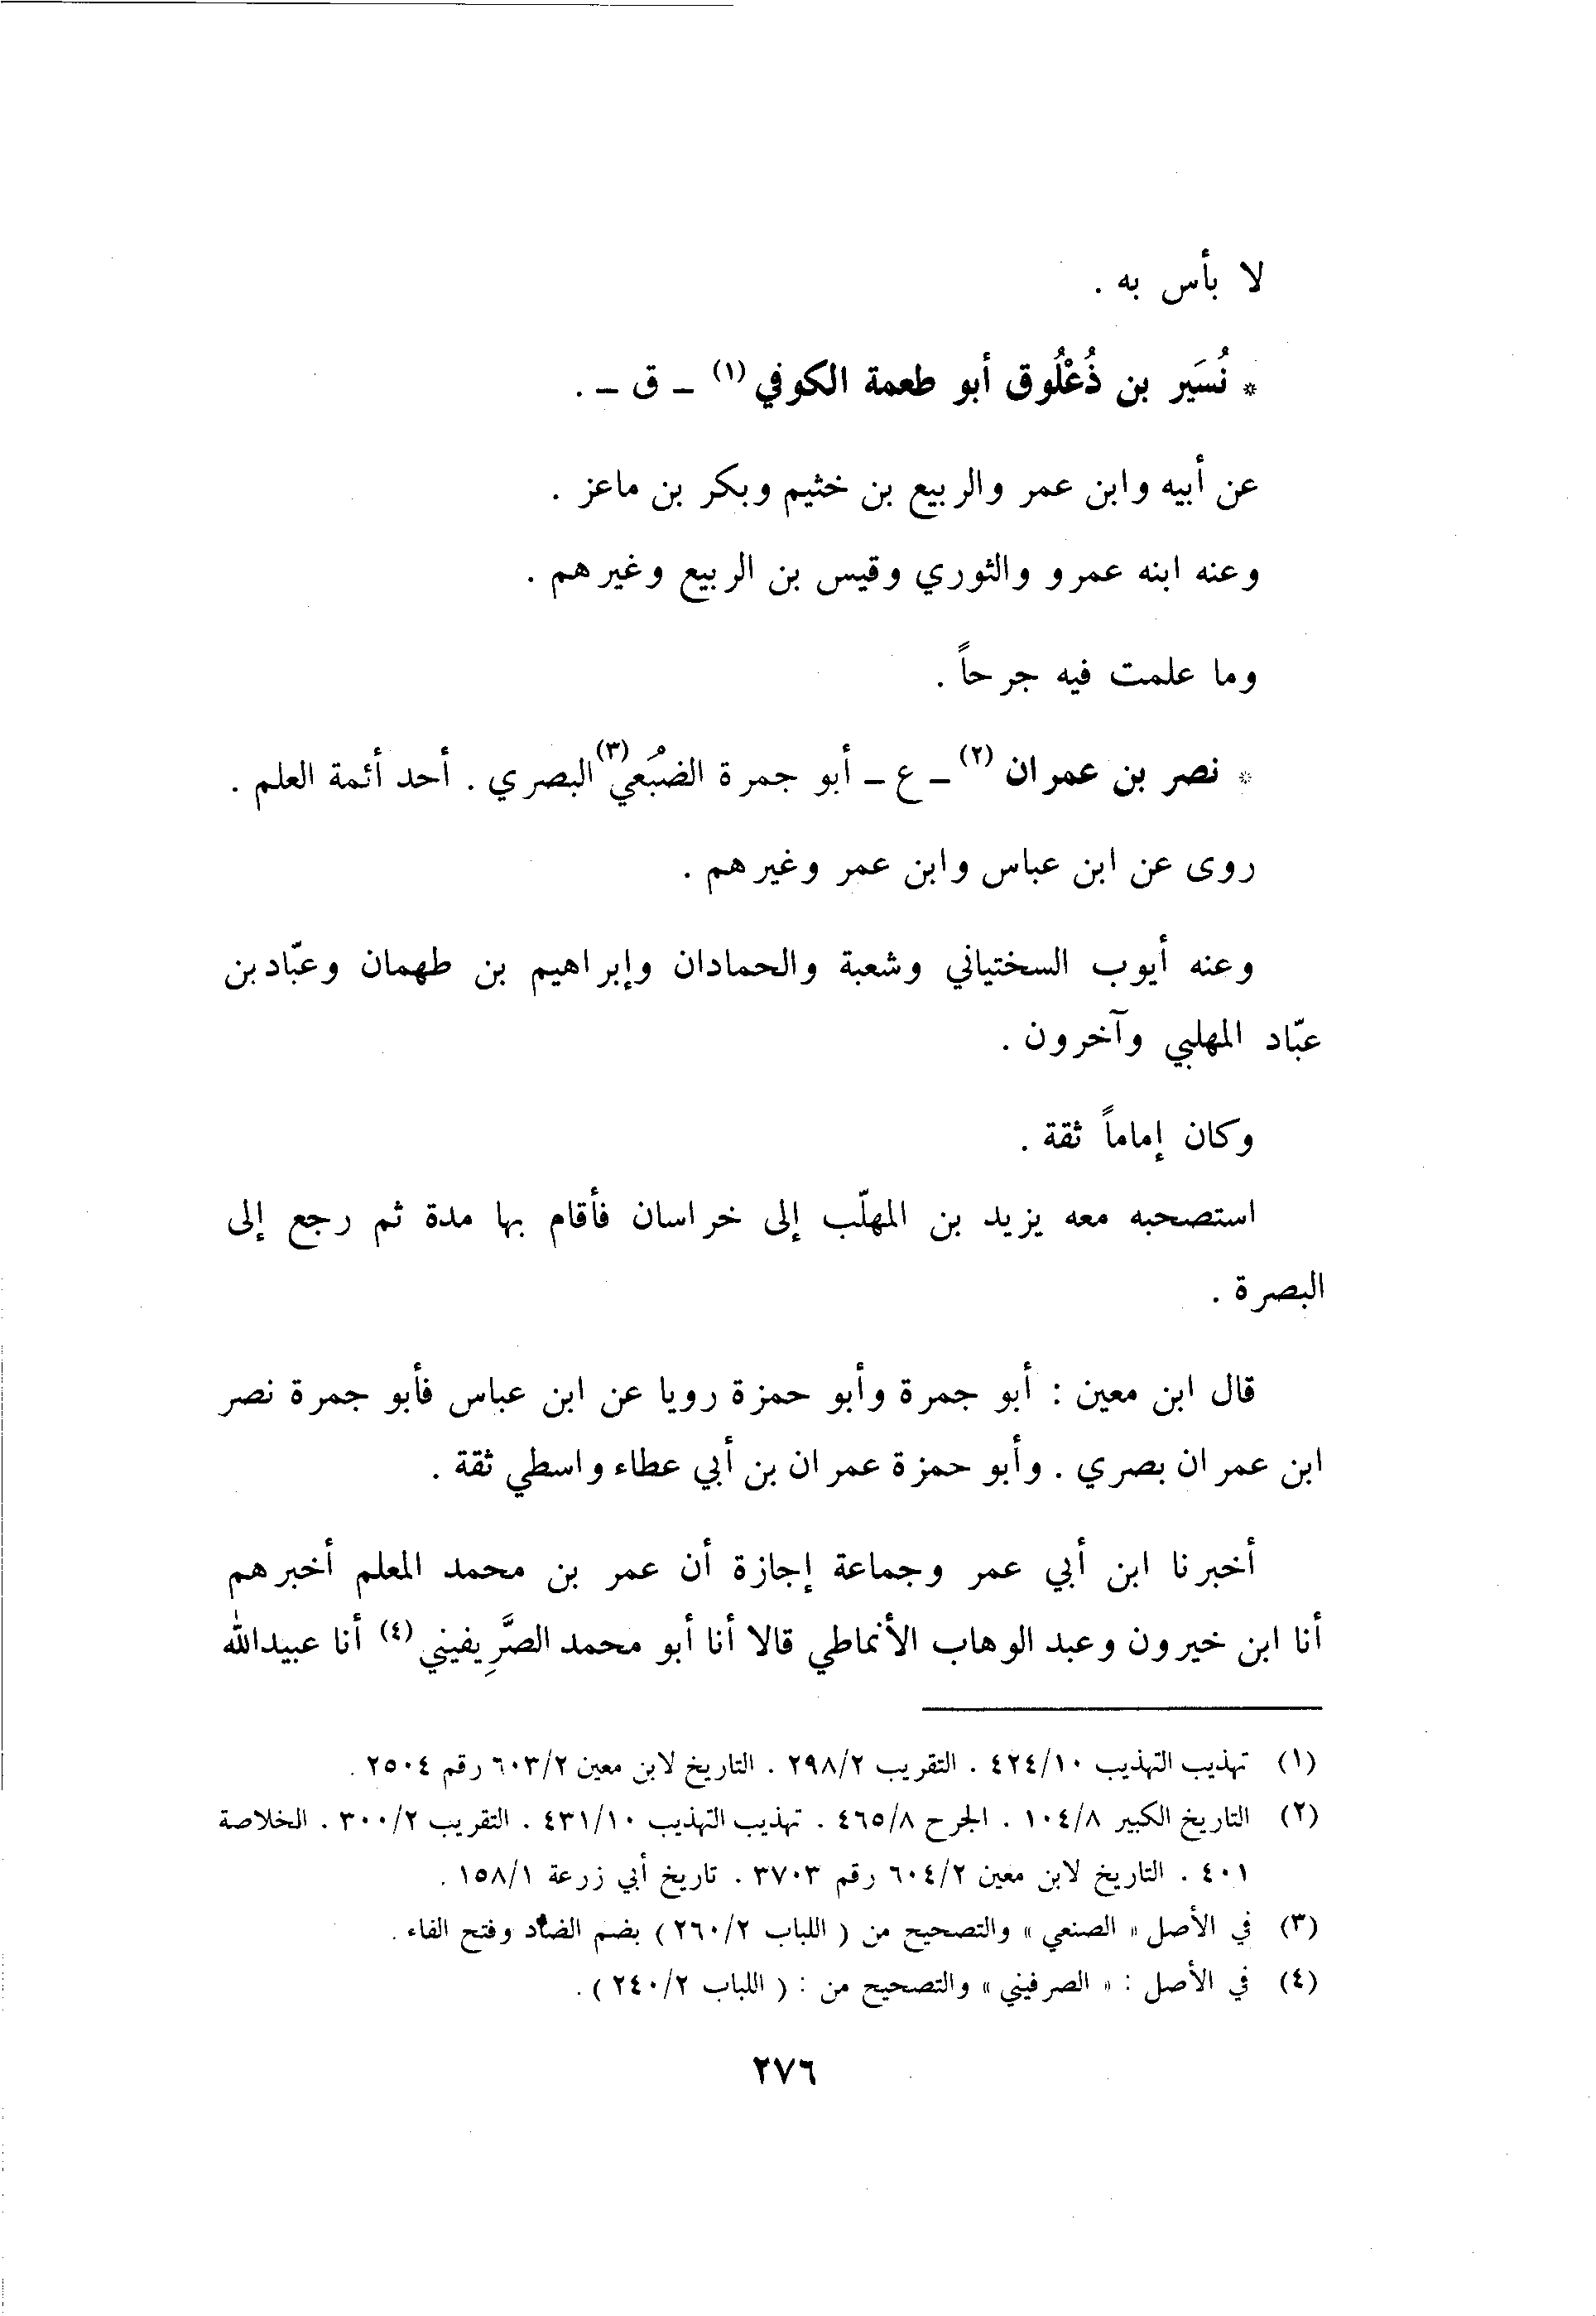 لا بأس به .
* نُسَير بن ذُعْلُوق أبو طعمة الكوفي (١) – ق – .
عن أبيه وابن عمر والربيع بن خثيم وبكر بن ماعز .
وعنه ابنه عمرو والثوري وقيس بن الربيع وغيرهم .
وما علمت فيه جرحاً .
* نصر بن عمران (٢) – ع – أبو جمرة الضُبَعي (٣) البصري . أحد أئمة العلم .
روى عن ابن عباس وابن عمر وغيرهم .
وعنه أيوب السختياني وشعبة والحمادان وإبراهيم بن طهمان وعبّاد بن
عبّاد المهلبي وآخرون .
وكان إماماً ثقة .
استصحبه معه يزيد بن المهلّب إلى خراسان فأقام بها مدة ثم رجع إلى
البصرة .
قال ابن معين : أبو جمرة وأبو حمزة رويا عن ابن عباس فأبو جمرة نصر
ابن عمران بصري . وأبو حمزة عمران بن أبي عطاء واسطي ثقة .
أخبرنا ابن أبي عمر وجماعة إجازة أن عمر بن محمد المعلم أخبرهم
أنا ابن خيرون وعبد الوهاب الأنماطي قالا أنا أبو محمد الصَّرِيفيني (٤) أنا عبيدالله
(١) تهذيب التهذيب ٤٢٤/١٠ . التقريب ٢٩٨/٢ . التاريخ لابن معين ٦٠٣/٢ رقم ٢٥٠٤ .
(٢) التاريخ الكبير ١٠٤/٨ . الجرح ٤٦٥/٨ . تهذيب التهذيب ٤٣١/١٠ . التقريب ٣٠٠/٢ . الخلاصة
٤٠١ . التاريخ لابن معين ٦٠٤/٢ رقم ٣٧٠٣ . تاريخ أبي زرعة ١٥٨/١ .
(٣) في الأصل « الصنعي » والتصحيح من ( اللباب ٢٦٠/٢ ) بضم الضاد وفتح الفاء .
(٤) في الأصل : « الصرفيني » والتصحيح من : ( اللباب ٢٤٠/٢ ) .
٢٧٦